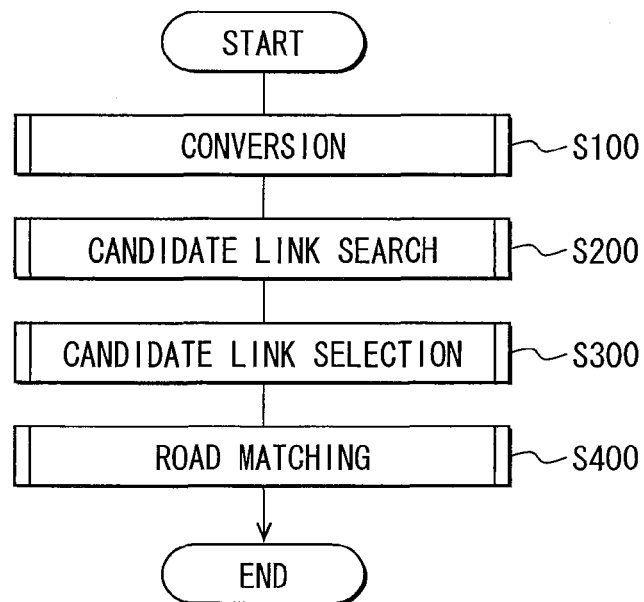 START
CONVERSION S100
CANDIDATE LINK SEARCH S200
CANDIDATE LINK SELECTION S300
ROAD MATCHING S400
END